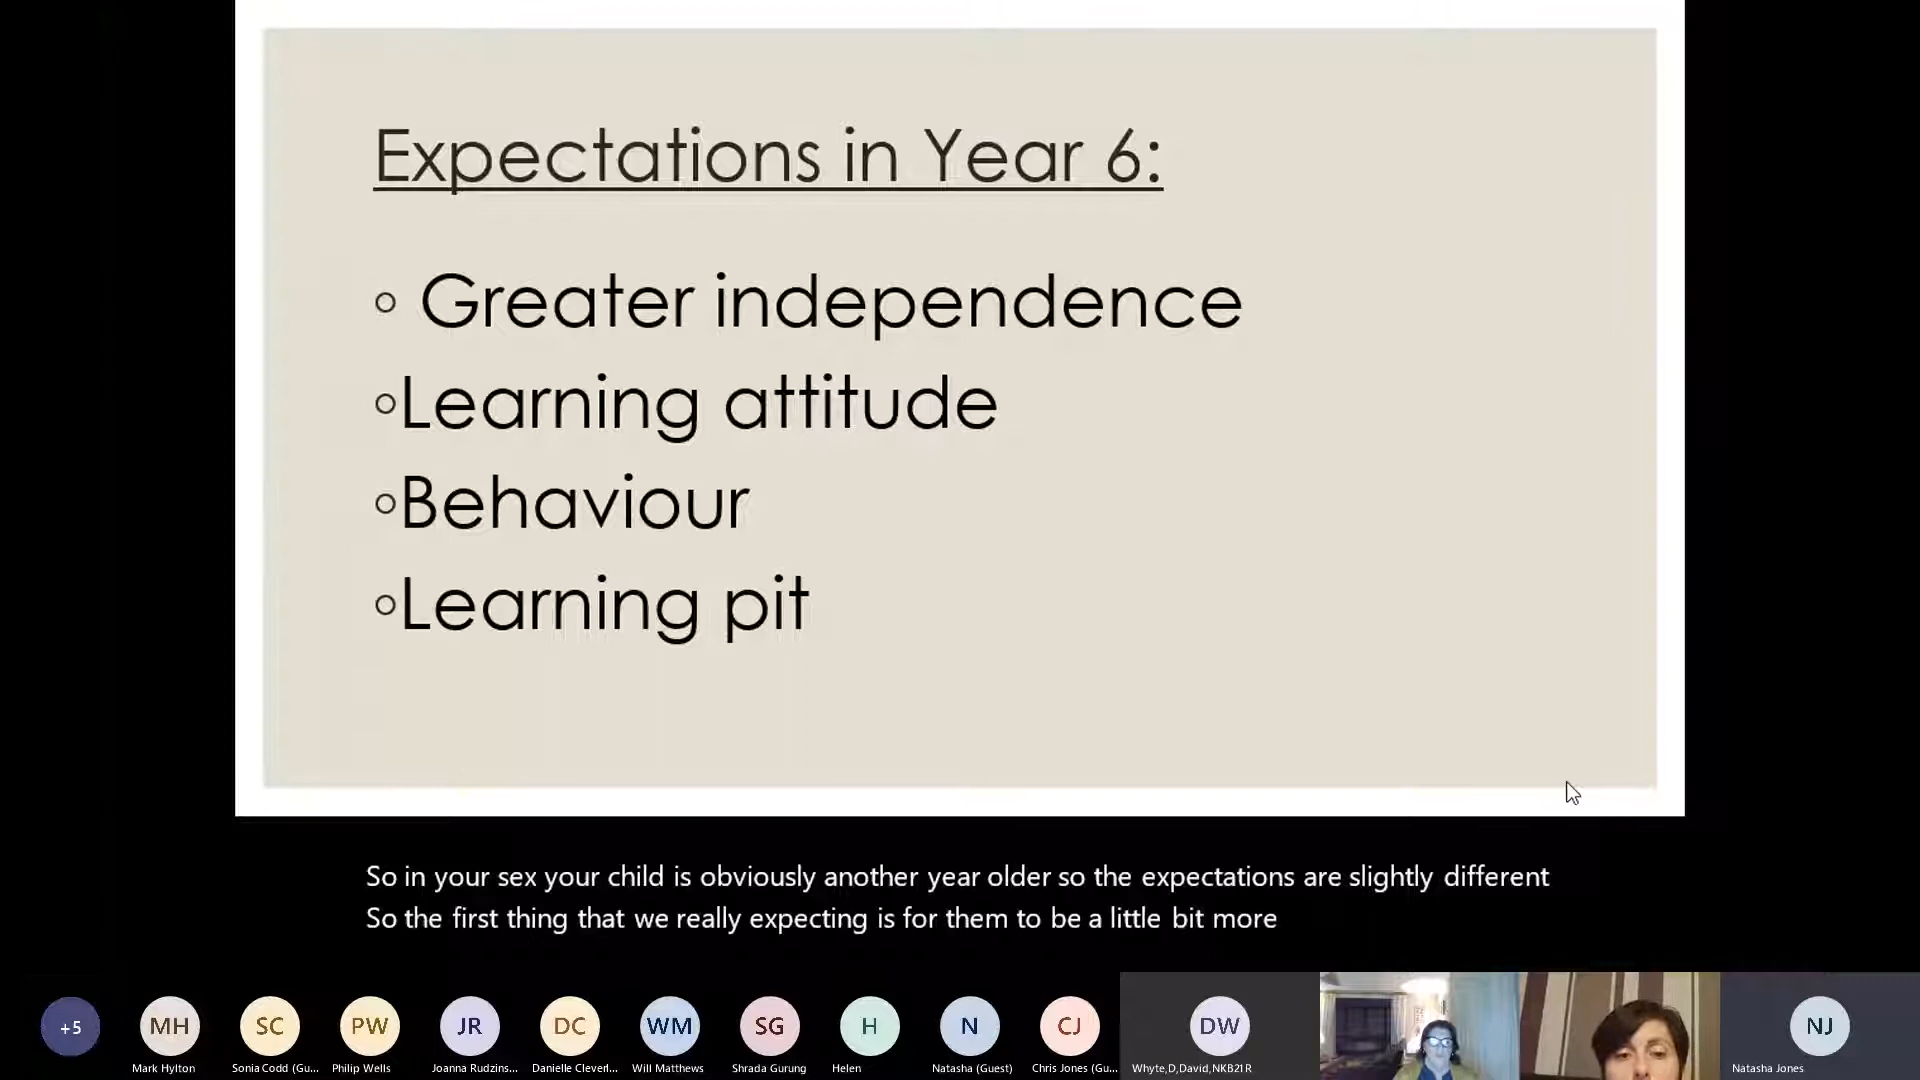 Expectations in Year 6:
◦ Greater independence
◦Learning attitude
◦Behaviour
◦Learning pit
So in your sex your child is obviously another year older so the expectations are slightly different
So the first thing that we really expecting is for them to be a little bit more
+5
MH
SC
PW
JR
DC
WM
SG
H
N
CJ
DW
NJ
Mark Hylton
Sonia Codd (Gu...
Philip Wells
Joanna Rudzins...
Danielle Cleverl...
Will Matthews
Shrada Gurung
Helen
Natasha (Guest)
Chris Jones (Gu...
Whyte,D,David,NKB21R
Natasha Jones